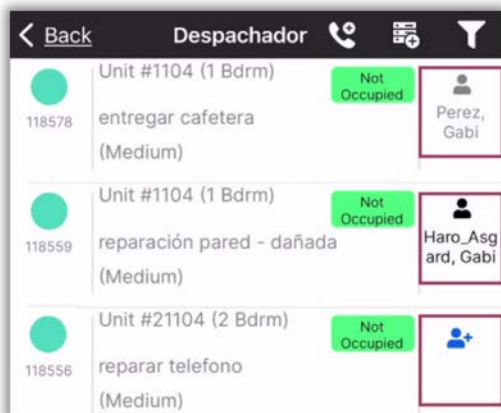 Back Despachador
Unit #1104 (1 Bdrm)
Not
Occupied
118578
entregar cafetera
(Medium)
Perez,
Gabi
Unit #1104 (1 Bdrm)
Not
Occupied
118559
reparación pared - dañada
(Medium)
Haro_Asg
ard, Gabi
Unit #21104 (2 Bdrm)
Not
Occupied
118556
reparar telefono
(Medium)